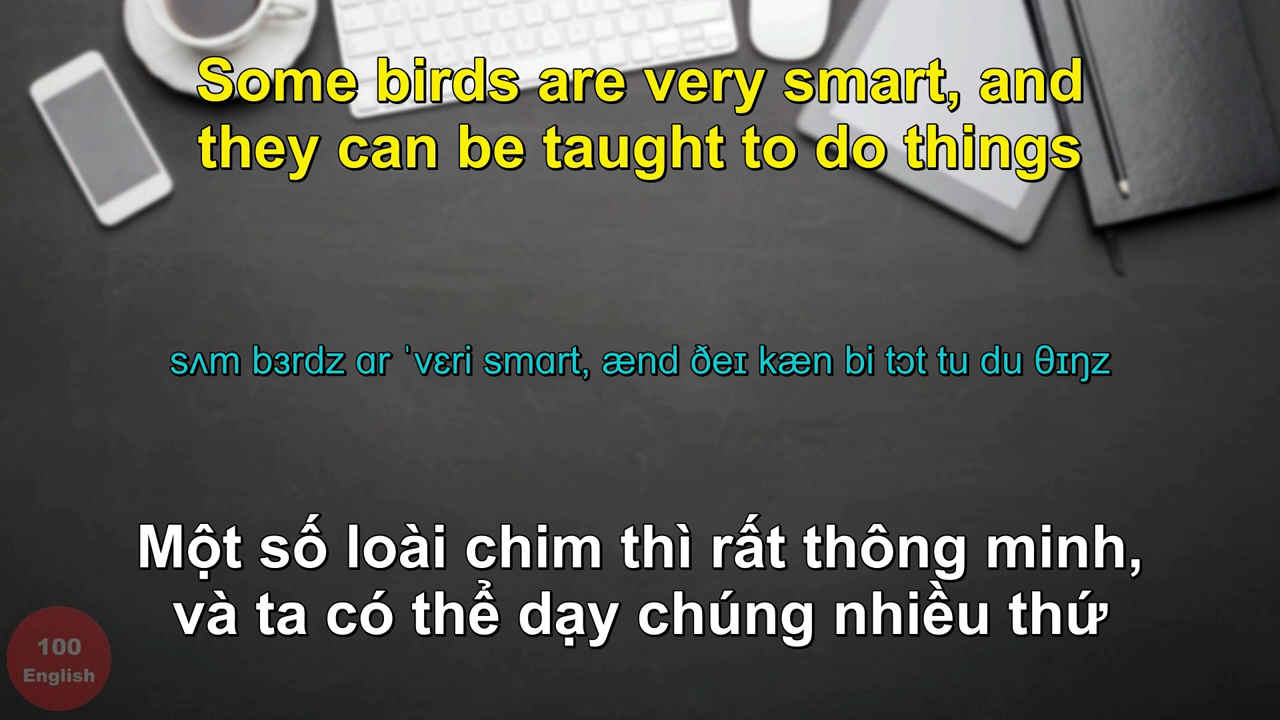 Some birds are very smart, and
they can be taught to do things
sʌm bɜrdz ɑr ˈvɛri smɑrt, ænd ðeɪ kæn bi tɔt tu du θɪŋz
Một số loài chim thì rất thông minh,
và ta có thể dạy chúng nhiều thứ
100
English